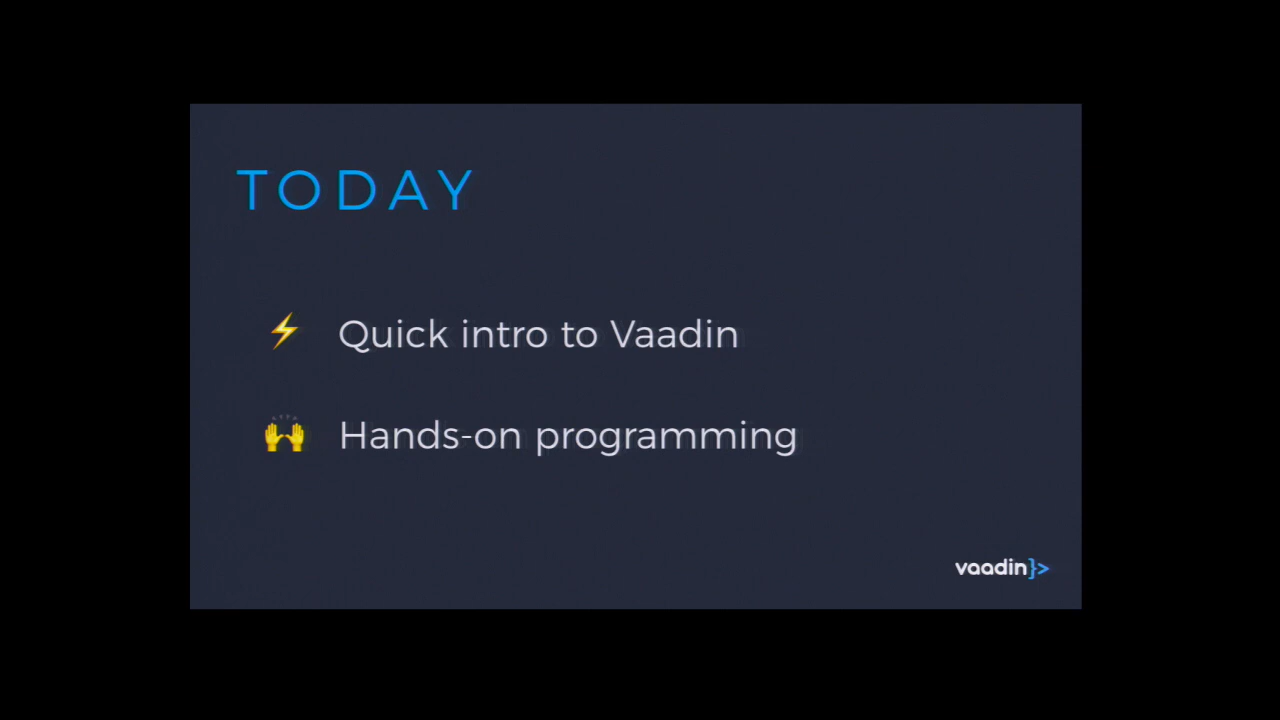 TODAY
⚡ Quick intro to Vaadin
🙌 Hands-on programming
vaadin}>